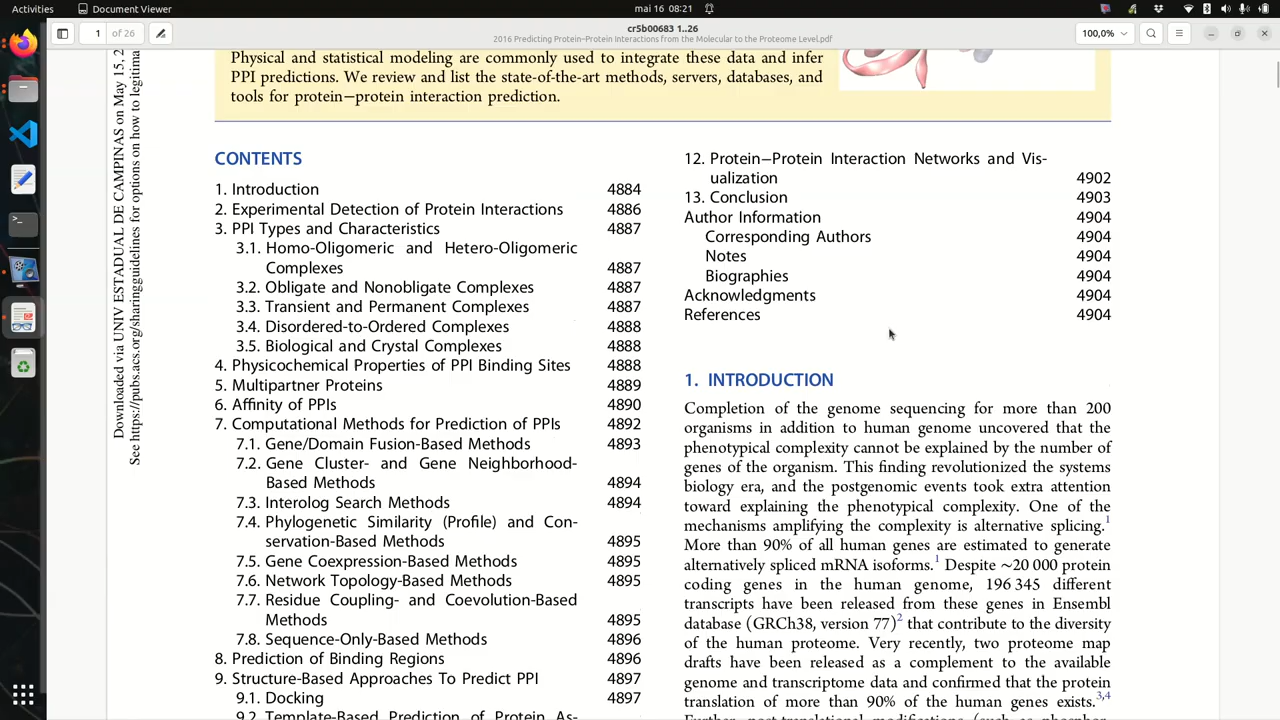 Activities
Document Viewer
mai 16 08:21
1 of 26
cr5b00683 1..26
2016 Predicting Protein–Protein Interactions from the Molecular to the Proteome Level.pdf
100,0%
Downloaded via UNIV ESTADUAL DE CAMPINAS on May 15, 2
See https://pubs.acs.org/sharingguidelines for options on how to legitima
Physical and statistical modeling are commonly used to integrate these data and infer
PPI predictions. We review and list the state-of-the-art methods, servers, databases, and
tools for protein−protein interaction prediction.
CONTENTS
1. Introduction 4884
2. Experimental Detection of Protein Interactions 4886
3. PPI Types and Characteristics 4887
3.1. Homo-Oligomeric and Hetero-Oligomeric
Complexes 4887
3.2. Obligate and Nonobligate Complexes 4887
3.3. Transient and Permanent Complexes 4887
3.4. Disordered-to-Ordered Complexes 4888
3.5. Biological and Crystal Complexes 4888
4. Physicochemical Properties of PPI Binding Sites 4888
5. Multipartner Proteins 4889
6. Affinity of PPIs 4890
7. Computational Methods for Prediction of PPIs 4892
7.1. Gene/Domain Fusion-Based Methods 4893
7.2. Gene Cluster- and Gene Neighborhood-
Based Methods 4894
7.3. Interolog Search Methods 4894
7.4. Phylogenetic Similarity (Profile) and Con-
servation-Based Methods 4895
7.5. Gene Coexpression-Based Methods 4895
7.6. Network Topology-Based Methods 4895
7.7. Residue Coupling- and Coevolution-Based
Methods 4895
7.8. Sequence-Only-Based Methods 4896
8. Prediction of Binding Regions 4896
9. Structure-Based Approaches To Predict PPI 4897
9.1. Docking 4897
9.2. Template-Based Prediction of Protein As-
12. Protein−Protein Interaction Networks and Vis-
ualization 4902
13. Conclusion 4903
Author Information 4904
Corresponding Authors 4904
Notes 4904
Biographies 4904
Acknowledgments 4904
References 4904
1. INTRODUCTION
Completion of the genome sequencing for more than 200
organisms in addition to human genome uncovered that the
phenotypical complexity cannot be explained by the number of
genes of the organism. This finding revolutionized the systems
biology era, and the postgenomic events took extra attention
toward explaining the phenotypical complexity. One of the
mechanisms amplifying the complexity is alternative splicing.1
More than 90% of all human genes are estimated to generate
alternatively spliced mRNA isoforms.1 Despite ∼20 000 protein
coding genes in the human genome, 196 345 different
transcripts have been released from these genes in Ensembl
database (GRCh38, version 77)2 that contribute to the diversity
of the human proteome. Very recently, two proteome map
drafts have been released as a complement to the available
genome and transcriptome data and confirmed that the protein
translation of more than 90% of the human genes exists.3,4
Further, post-translational modifications (such as phosphor-